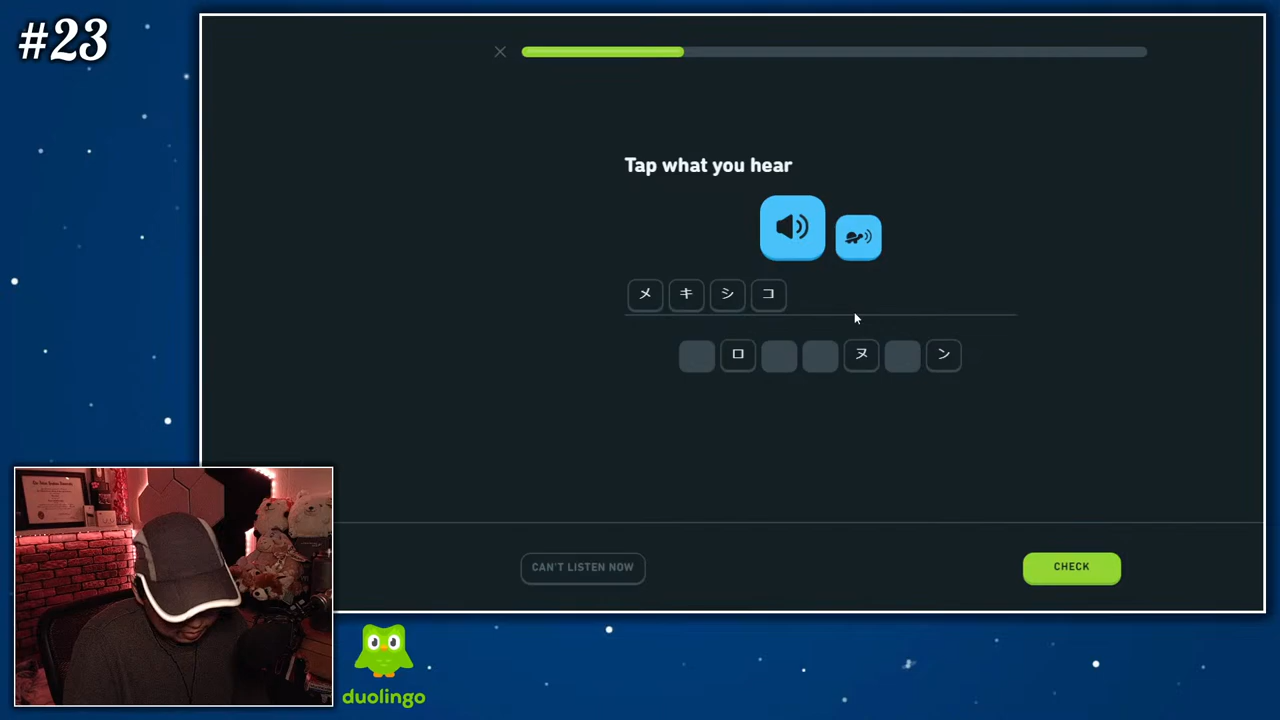 #23
Tap what you hear
メ キ シ コ
ロ ヌ ン
CAN'T LISTEN NOW
CHECK
duolingo